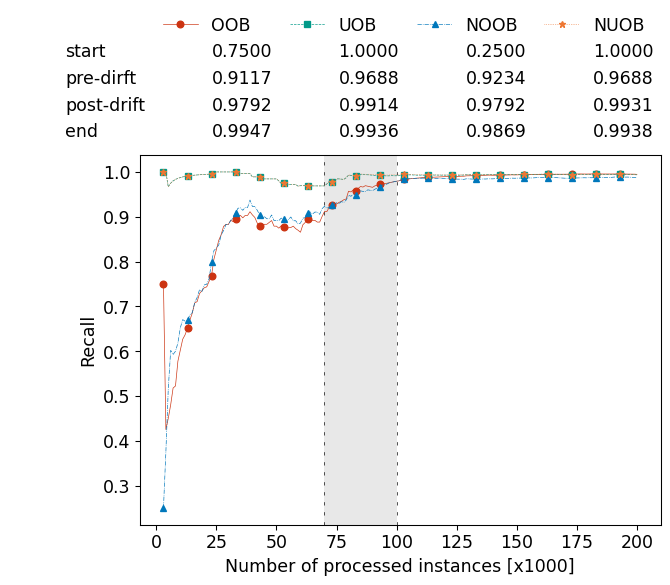 OOB UOB NOOB NUOB
start 0.7500 1.0000 0.2500 1.0000
pre-dirft 0.9117 0.9688 0.9234 0.9688
post-drift 0.9792 0.9914 0.9792 0.9931
end 0.9947 0.9936 0.9869 0.9938
1.0
0.9
0.8
0.7
0.6
0.5
0.4
0.3
Recall
0 25 50 75 100 125 150 175 200
Number of processed instances [x1000]